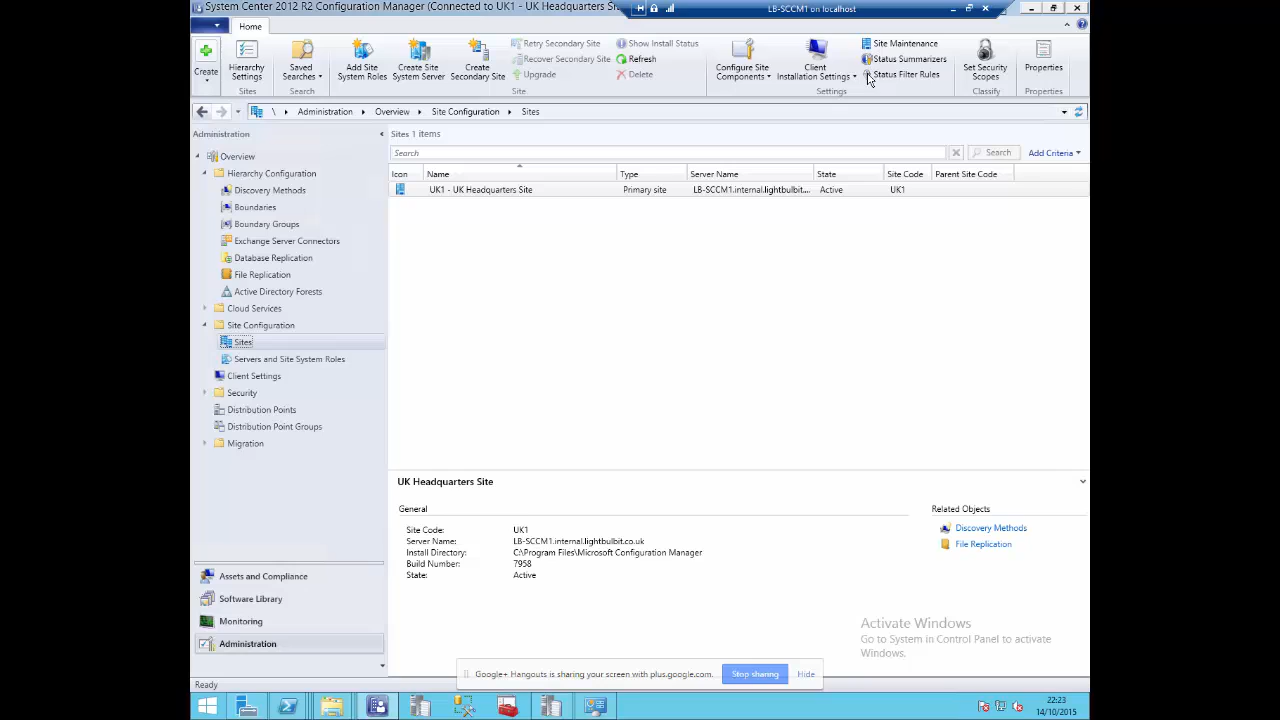 System Center 2012 R2 Configuration Manager (Connected to UK1 - UK Headquarters
LB-SCCM1 on localhost
Home
Create
Hierarchy Settings
Saved Searches
Add Site System Roles
Create Site System Server
Create Secondary Site
Retry Secondary Site
Recover Secondary Site
Upgrade
Show Install Status
Refresh
Delete
Configure Site Components
Client Installation Settings
Site Maintenance
Status Summarizers
Status Filter Rules
Set Security Scopes
Properties
Sites
Search
Site
Settings
Classify
Properties
\ Administration Overview Site Configuration Sites
Administration
Overview
Hierarchy Configuration
Discovery Methods
Boundaries
Boundary Groups
Exchange Server Connectors
Database Replication
File Replication
Active Directory Forests
Cloud Services
Site Configuration
Sites
Servers and Site System Roles
Client Settings
Security
Distribution Points
Distribution Point Groups
Migration
Assets and Compliance
Software Library
Monitoring
Administration
Sites 1 items
Search
Search
Add Criteria
Icon Name Type Server Name State Site Code Parent Site Code
UK1 - UK Headquarters Site Primary site LB-SCCM1.internal.lightbulbit.... Active UK1
UK Headquarters Site
General
Site Code: UK1
Server Name: LB-SCCM1.internal.lightbulbit.co.uk
Install Directory: C:\Program Files\Microsoft Configuration Manager
Build Number: 7958
State: Active
Related Objects
Discovery Methods
File Replication
Activate Windows
Go to System in Control Panel to activate
Windows.
Google+ Hangouts is sharing your screen with plus.google.com. Stop sharing Hide
Ready
22:23
14/10/2015